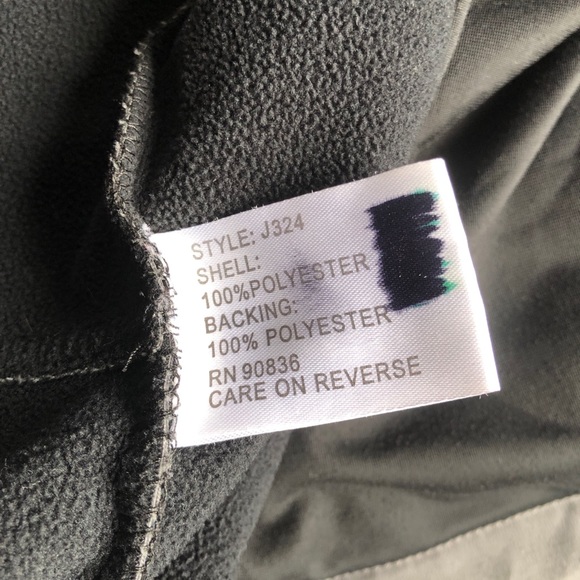 STYLE: J324
SHELL:
100%POLYESTER
BACKING:
100% POLYESTER
RN 90836
CARE ON REVERSE